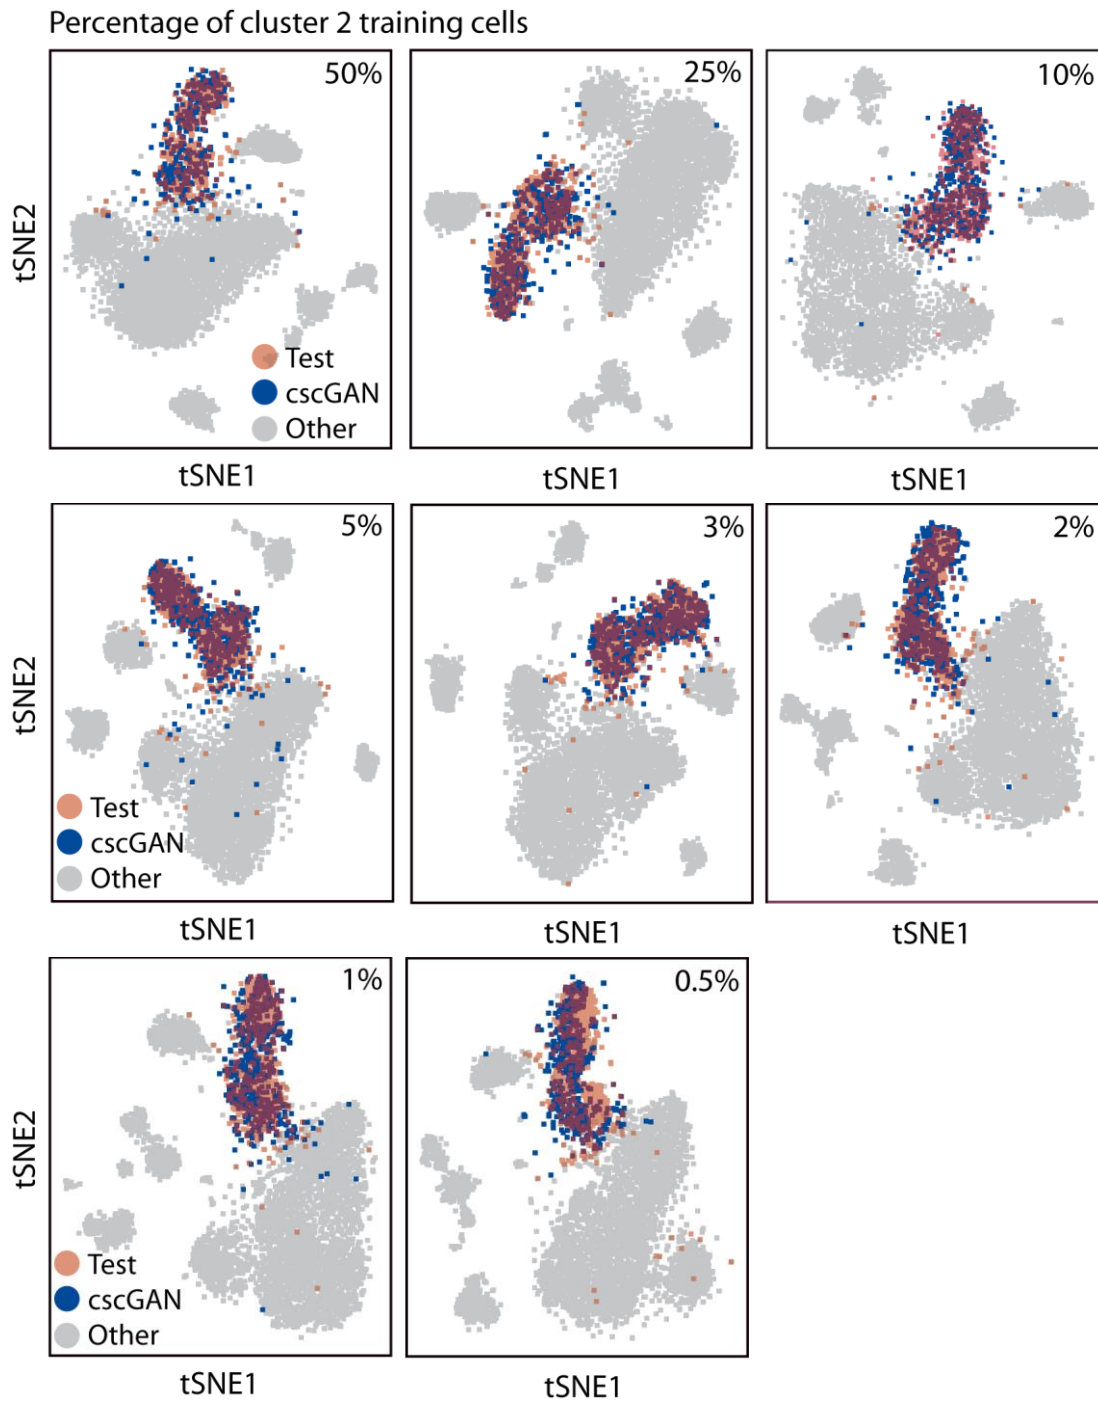 Percentage of cluster 2 training cells
50%
25%
10%
tSNE2
Test
cscGAN
Other
tSNE1
tSNE1
tSNE1
5%
3%
2%
tSNE2
Test
cscGAN
Other
tSNE1
tSNE1
tSNE1
1%
0.5%
tSNE2
Test
cscGAN
Other
tSNE1
tSNE1